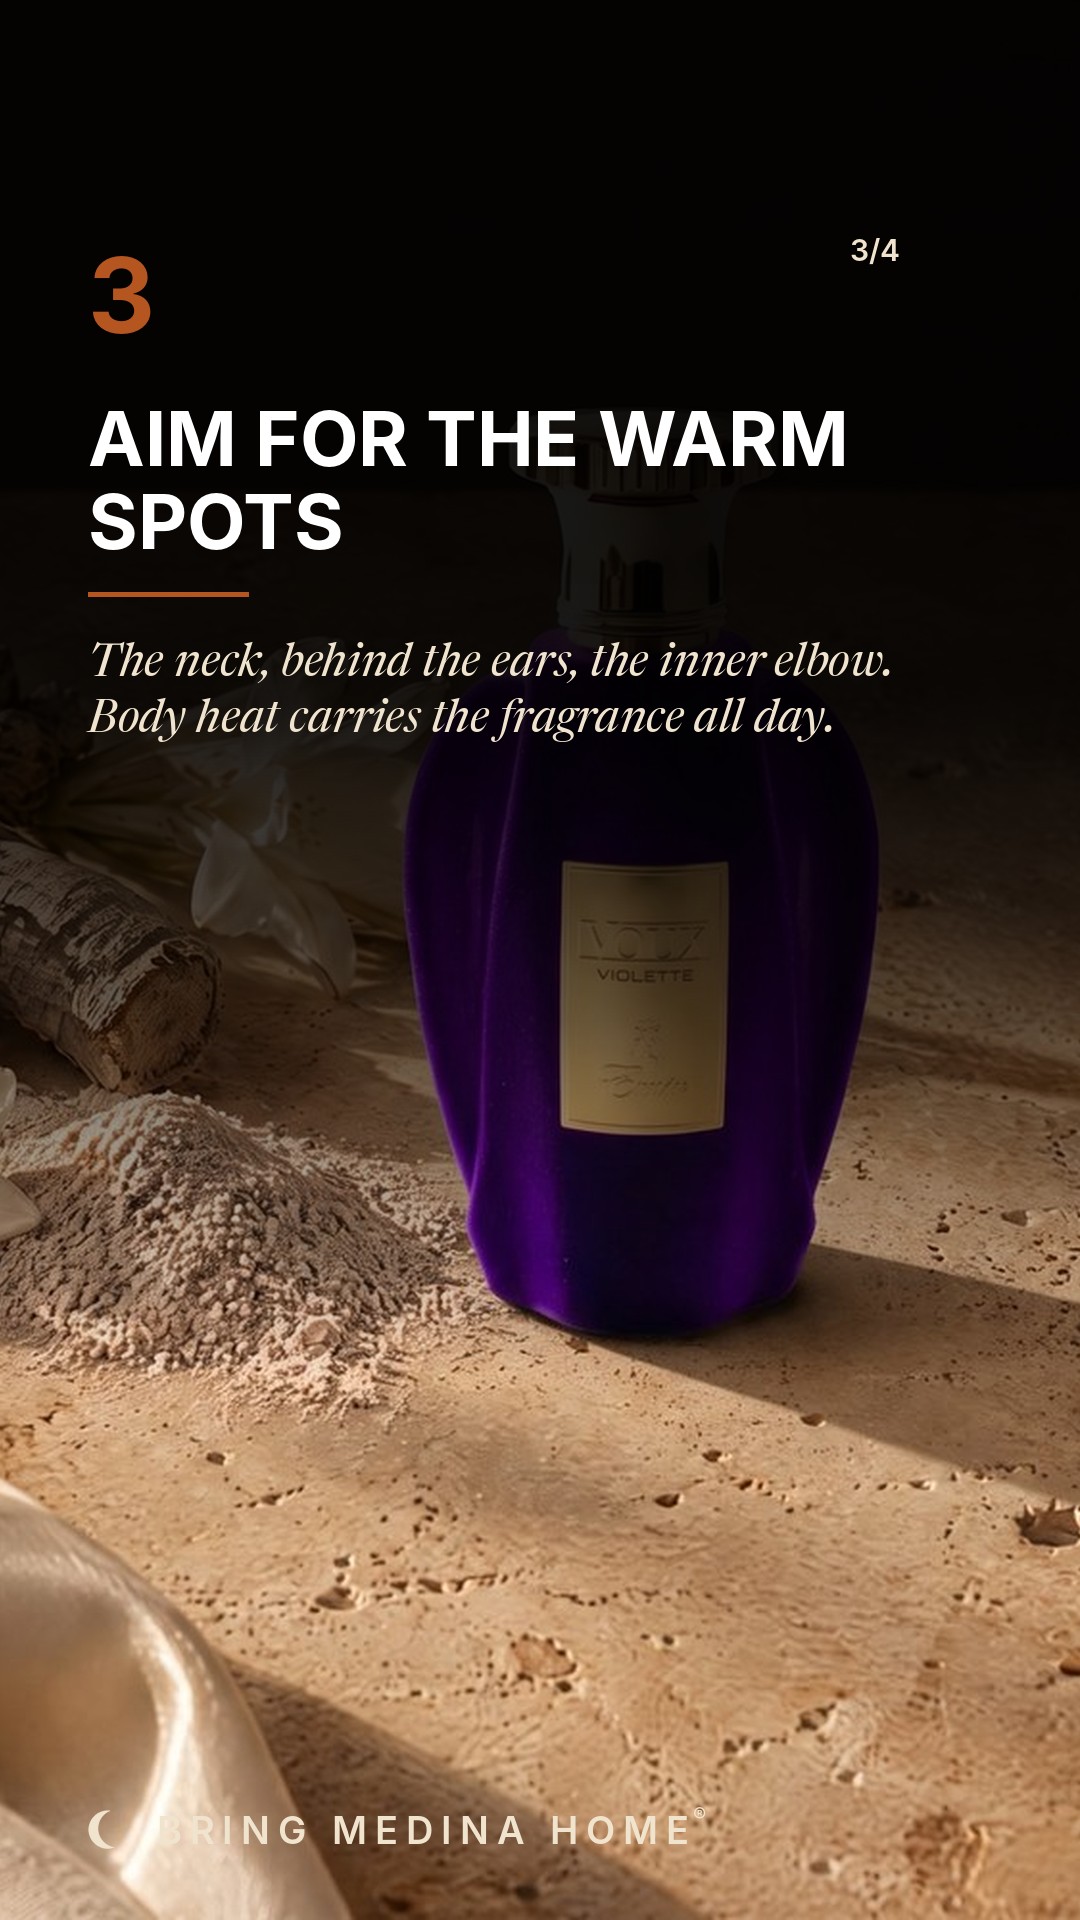 3/4
3
AIM FOR THE WARM
SPOTS
The neck, behind the ears, the inner elbow.
Body heat carries the fragrance all day.
VOUZ
VIOLETTE
BRING MEDINA HOME®